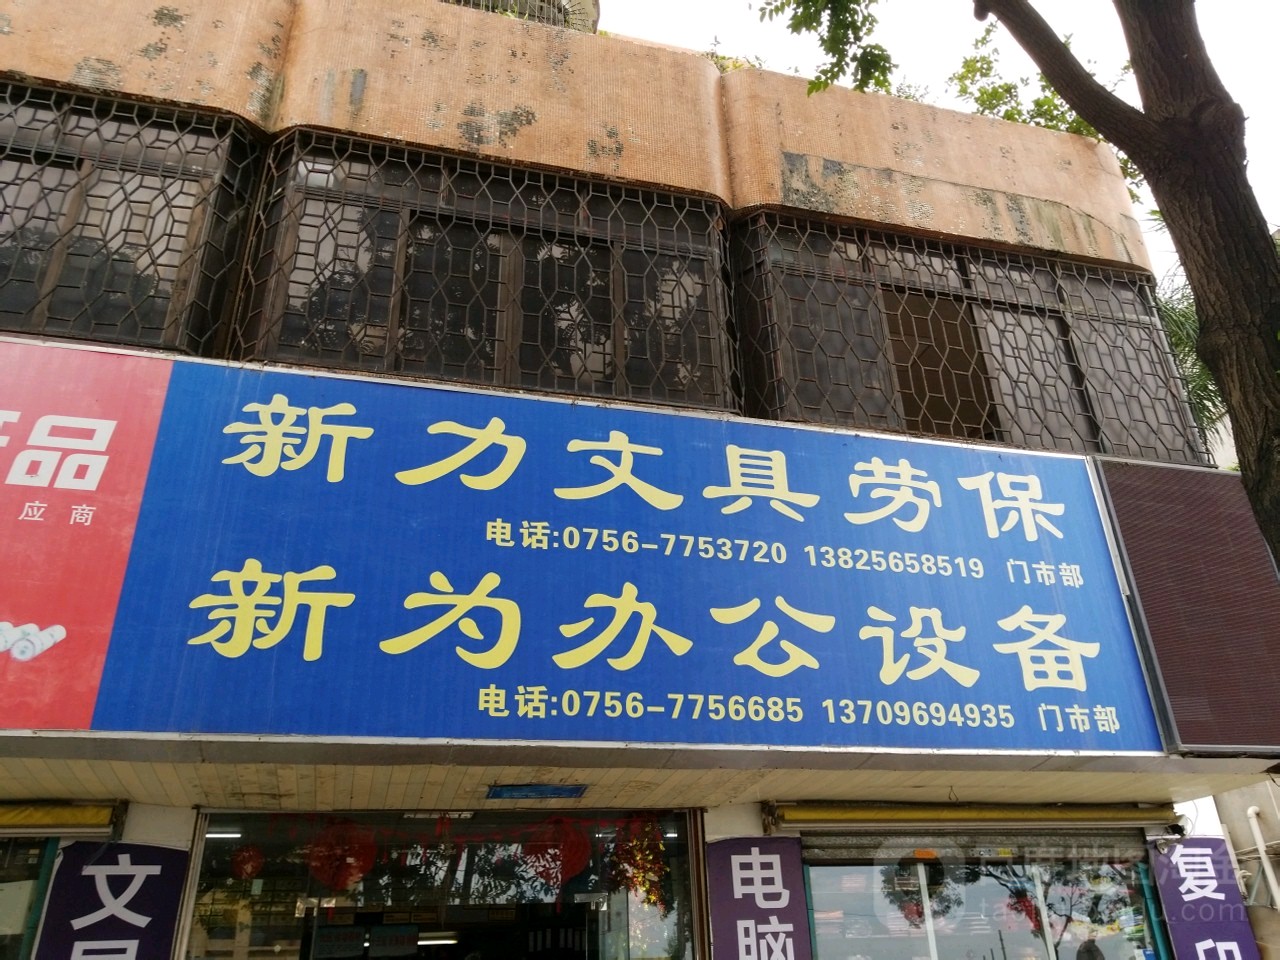 品
应商
新力文具劳保
电话:0756-7753720 13825658519 门市部
新为办公设备
电话:0756-7756685 13709694935 门市部
文
电脑
复